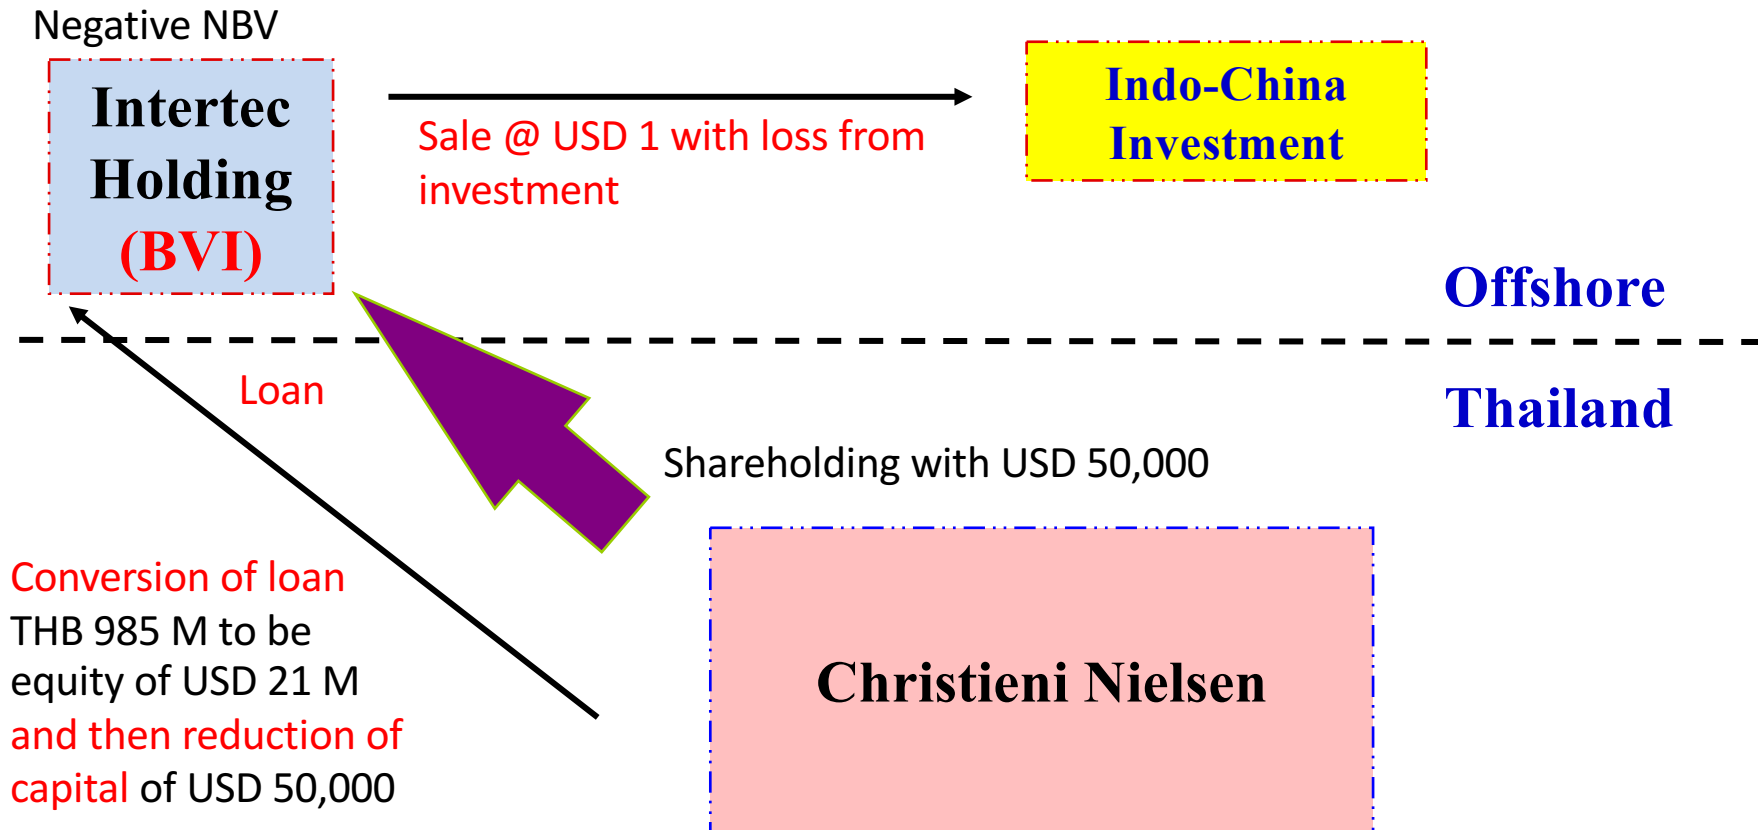 Negative NBV
Intertec
Holding
(BVI)
Sale @ USD 1 with loss from
investment
Indo-China
Investment
Offshore
Thailand
Loan
Shareholding with USD 50,000
Conversion of loan
THB 985 M to be
equity of USD 21 M
and then reduction of
capital of USD 50,000
Christieni Nielsen